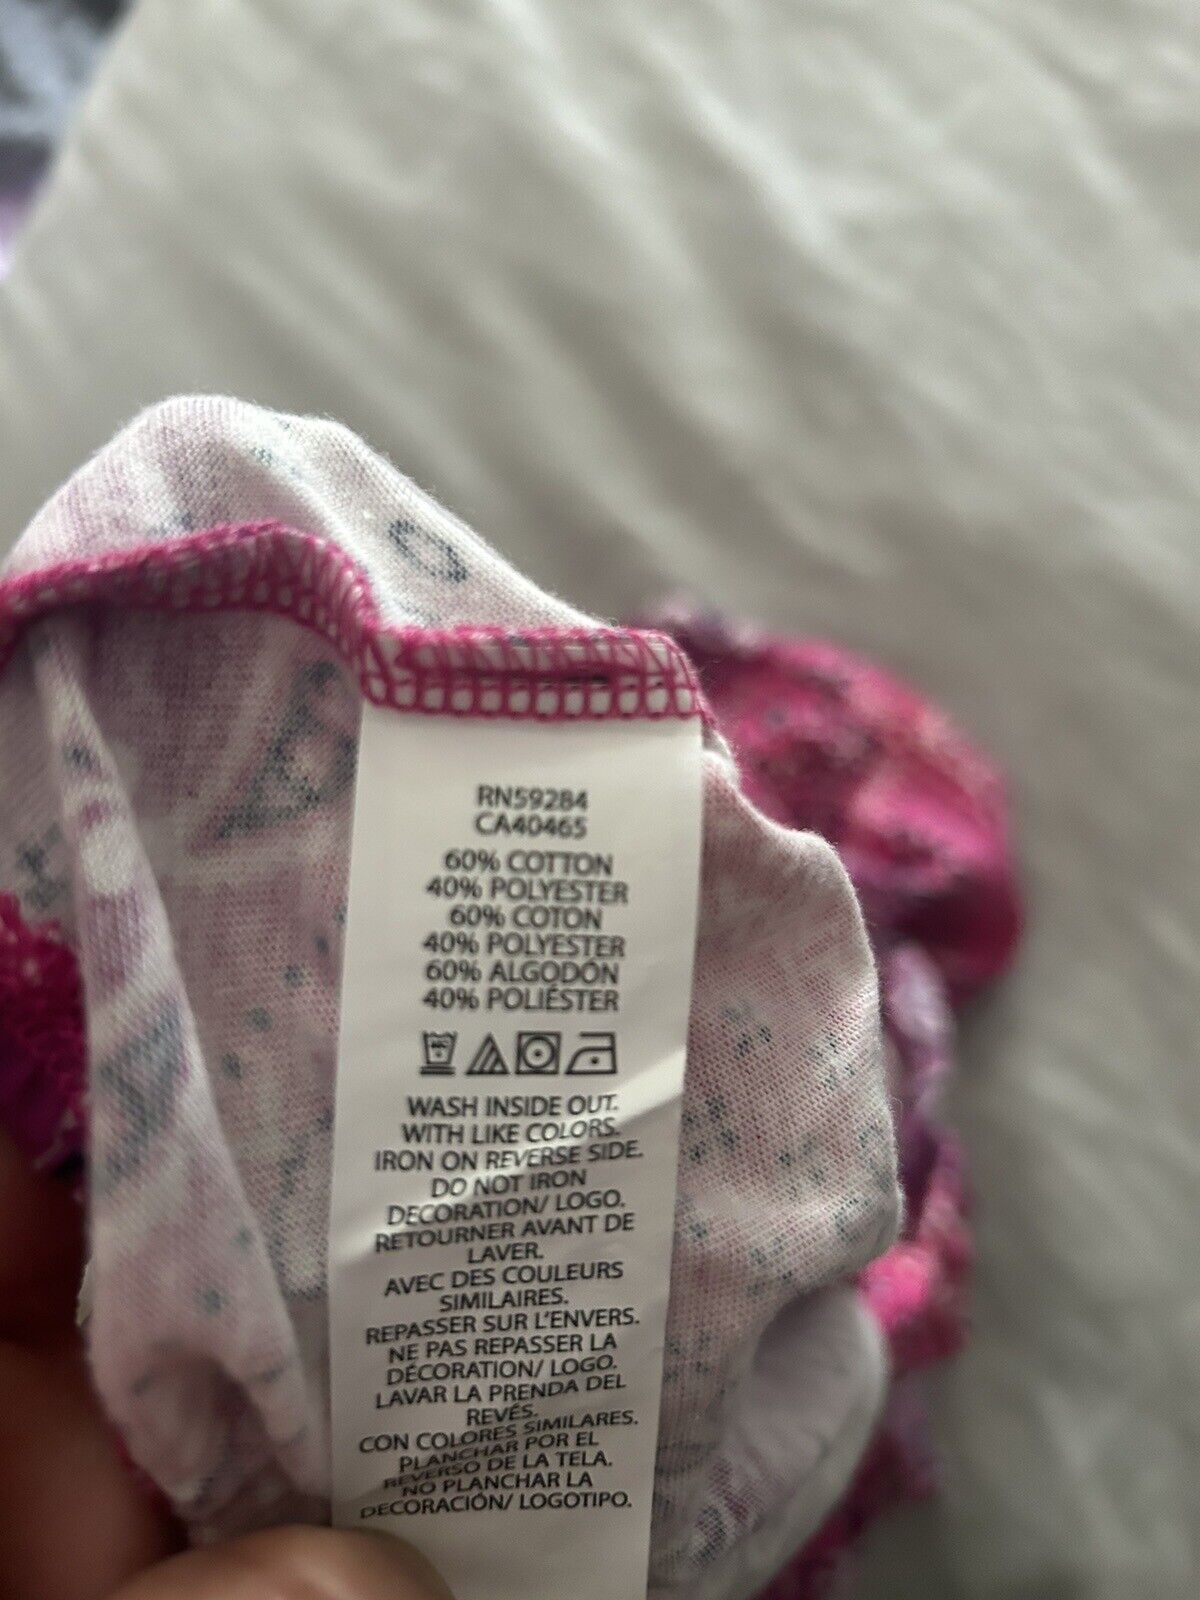 RN59284
CA40465
60% COTTON
40% POLYESTER
60% COTON
40% POLYESTER
60% ALGODÓN
40% POLIÉSTER
WASH INSIDE OUT.
WITH LIKE COLORS.
IRON ON REVERSE SIDE.
DO NOT IRON
DECORATION/ LOGO.
RETOURNER AVANT DE
LAVER.
AVEC DES COULEURS
SIMILAIRES.
REPASSER SUR L'ENVERS.
NE PAS REPASSER LA
DÉCORATION/ LOGO.
LAVAR LA PRENDA DEL
REVÉS.
CON COLORES SIMILARES.
PLANCHAR POR EL
REVERSO DE LA TELA.
NO PLANCHAR LA
DECORACIÓN/ LOGOTIPO.